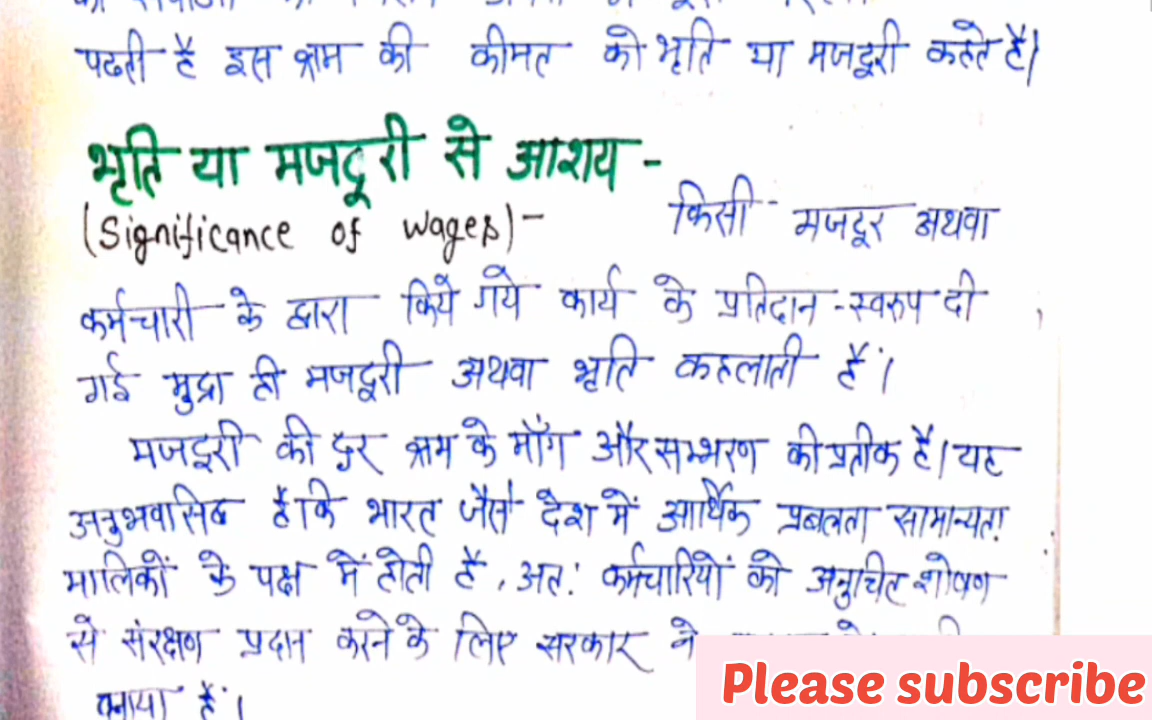 पढती है इस श्रम की कीमत को भृति या मजदूरी कहते है।
भृति या मजदूरी से आशय -
(Significance of wages) - किसी मजदूर अथवा
कर्मचारी के द्वारा किये गये कार्य के प्रतिदान - स्वरुप दी
गई मुद्रा ही मजदूरी अथवा भृति कहलाती है।
मजदूरी की दर श्रम के माँग और सम्भरण की प्रतीक है। यह
अनुभवसिद्ध है कि भारत जैसे देश में आर्थिक प्रबलता सामान्यता
मालिकों के पक्ष में होती है, अत: कर्मचारियों को अनुचित शोषण
से संरक्षण प्रदान करने के लिए सरकार ने
बनाया है।
Please subscribe